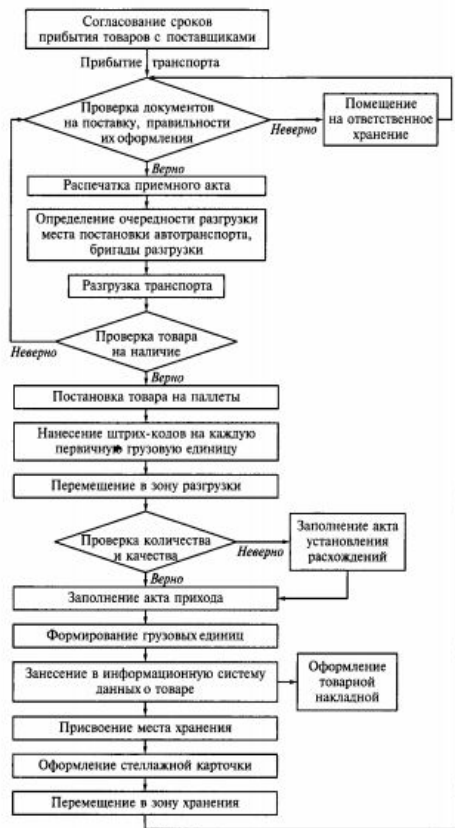 Согласование сроков
прибытия товаров с поставщиками
Прибытие транспорта
Проверка документов
на поставку, правильности
их оформления
Неверно
Помещение
на ответственное
хранение
Верно
Распечатка приемного акта
Определение очередности разгрузки
места постановки автотранспорта,
бригады разгрузки
Разгрузка транспорта
Проверка товара
на наличие
Неверно
Верно
Постановка товара на паллеты
Нанесение штрих-кодов на каждую
первичную грузовую единицу
Перемещение в зону разгрузки
Проверка количества
и качества
Неверно
Заполнение акта
установления
расхождений
Верно
Заполнение акта прихода
Формирование грузовых единиц
Занесение в информационную систему
данных о товаре
Оформление
товарной
накладной
Присвоение места хранения
Оформление стеллажной карточки
Перемещение в зону хранения